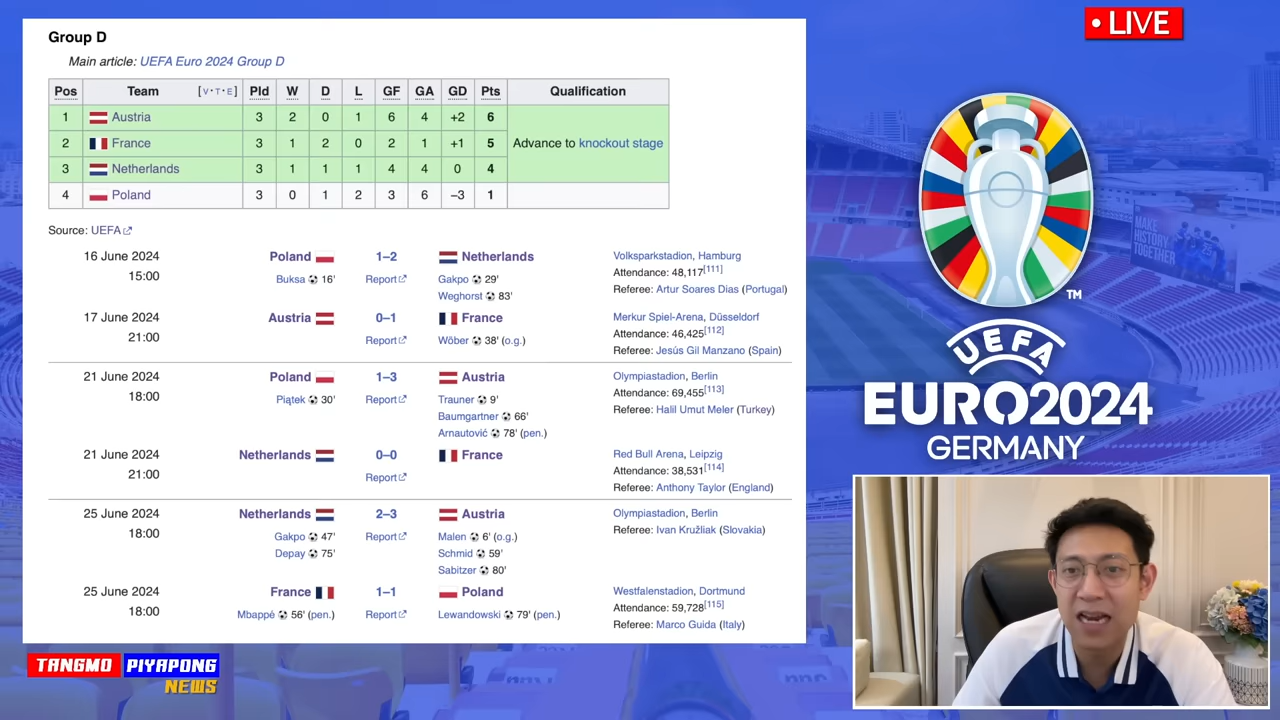 LIVE
Group D
Main article: UEFA Euro 2024 Group D
Pos Team [V·T·E] Pld W D L GF GA GD Pts Qualification
1 Austria 3 2 0 1 6 4 +2 6
2 France 3 1 2 0 2 1 +1 5 Advance to knockout stage
3 Netherlands 3 1 1 1 4 4 0 4
4 Poland 3 0 1 2 3 6 −3 1
Source: UEFA
16 June 2024 Poland 1–2 Netherlands Volksparkstadion, Hamburg
15:00 Buksa 16' Report Gakpo 29' Attendance: 48,117[111]
Weghorst 83' Referee: Artur Soares Dias (Portugal)
17 June 2024 Austria 0–1 France Merkur Spiel-Arena, Düsseldorf
21:00 Report Wöber 38' (o.g.) Attendance: 46,425[112]
Referee: Jesús Gil Manzano (Spain)
21 June 2024 Poland 1–3 Austria Olympiastadion, Berlin
18:00 Piątek 30' Report Trauner 9' Attendance: 69,455[113]
Baumgartner 66' Referee: Halil Umut Meler (Turkey)
Arnautović 78' (pen.)
21 June 2024 Netherlands 0–0 France Red Bull Arena, Leipzig
21:00 Report Attendance: 38,531[114]
Referee: Anthony Taylor (England)
25 June 2024 Netherlands 2–3 Austria Olympiastadion, Berlin
18:00 Gakpo 47' Report Malen 6' (o.g.) Referee: Ivan Kružliak (Slovakia)
Depay 75' Schmid 59'
Sabitzer 80'
25 June 2024 France 1–1 Poland Westfalenstadion, Dortmund
18:00 Mbappé 56' (pen.) Report Lewandowski 79' (pen.) Attendance: 59,728[115]
Referee: Marco Guida (Italy)
MAKE
HISTORY
TOGETHER
TM
UEFA
EURO2024
GERMANY
TANGMO PIYAPONG
NEWS